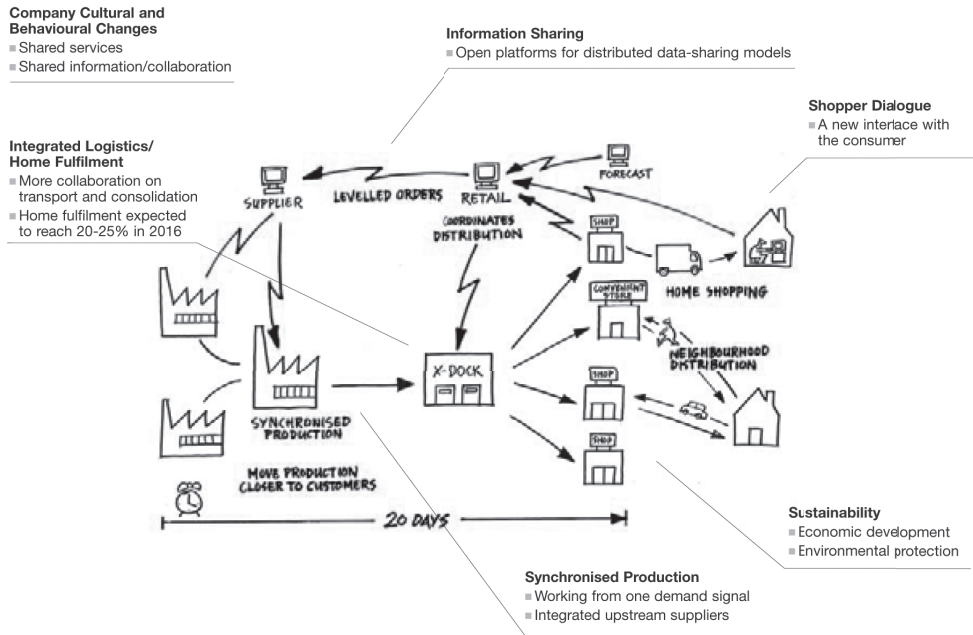 Company Cultural and
Behavioural Changes
Shared services
Shared information/collaboration
Information Sharing
Open platforms for distributed data-sharing models
Shopper Dialogue
A new interlace with
the consumer
Integrated Logistics/
Home Fulfilment
More collaboration on
transport and consolidation
Home fulfilment expected
to reach 20-25% in 2016
SUPPLIER
LEVELLED ORDERS
RETAIL
FORECAST
COORDINATES
DISTRIBUTION
SHOP
HOME SHOPPING
CONVENIENT
STORE
NEIGHBOURHOOD
DISTRIBUTION
X-DOCK
SHOP
SHOP
SYNCHRONISED
PRODUCTION
MOVE PRODUCTION
CLOSER TO CUSTOMERS
20 DAYS
Sustainability
Economic development
Environmental protection
Synchronised Production
Working from one demand signal
Integrated upstream suppliers